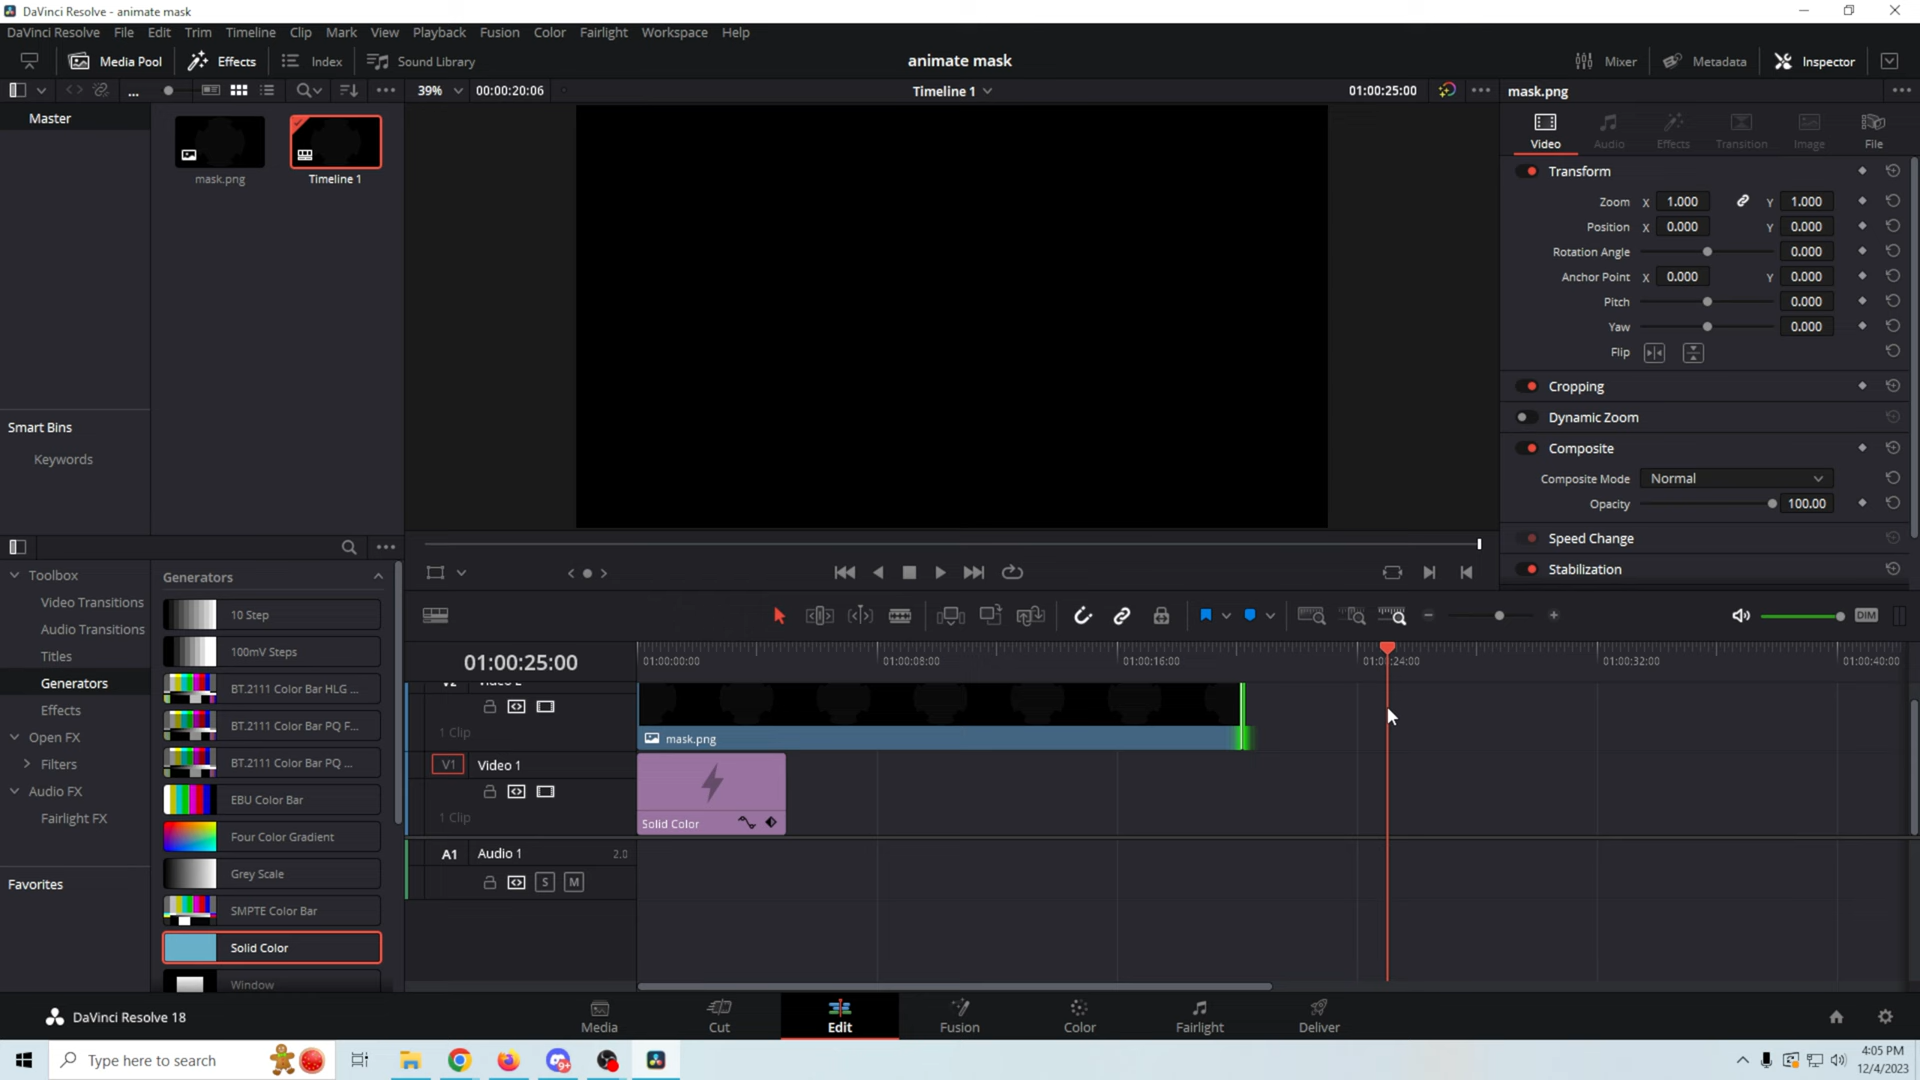 DaVinci Resolve - animate mask
DaVinci Resolve File Edit Trim Timeline Clip Mark View Playback Fusion Color Fairlight Workspace Help
Media Pool Effects Index Sound Library
animate mask
Mixer Metadata Inspector
39% 00:00:20:06
Timeline 1
01:00:25:00
mask.png
Master
mask.png
Timeline 1
Smart Bins
Keywords
Video Audio Effects Transition Image File
Transform
Zoom X 1.000 Y 1.000
Position X 0.000 Y 0.000
Rotation Angle 0.000
Anchor Point X 0.000 Y 0.000
Pitch 0.000
Yaw 0.000
Flip
Cropping
Dynamic Zoom
Composite
Composite Mode Normal
Opacity 100.00
Speed Change
Stabilization
Toolbox
Video Transitions
Audio Transitions
Titles
Generators
Effects
Open FX
Filters
Audio FX
Fairlight FX
Favorites
Generators
10 Step
100mV Steps
BT.2111 Color Bar HLG ...
BT.2111 Color Bar PQ F...
BT.2111 Color Bar PQ ...
EBU Color Bar
Four Color Gradient
Grey Scale
SMPTE Color Bar
Solid Color
Window
DIM
01:00:25:00
01:00:00:00 01:00:08:00 01:00:16:00 01:00:24:00 01:00:32:00 01:00:40:00
1 Clip
mask.png
V1 Video 1
1 Clip
Solid Color
A1 Audio 1 2.0
S M
DaVinci Resolve 18
Media Cut Edit Fusion Color Fairlight Deliver
Type here to search
9+
4:05 PM
12/4/2023